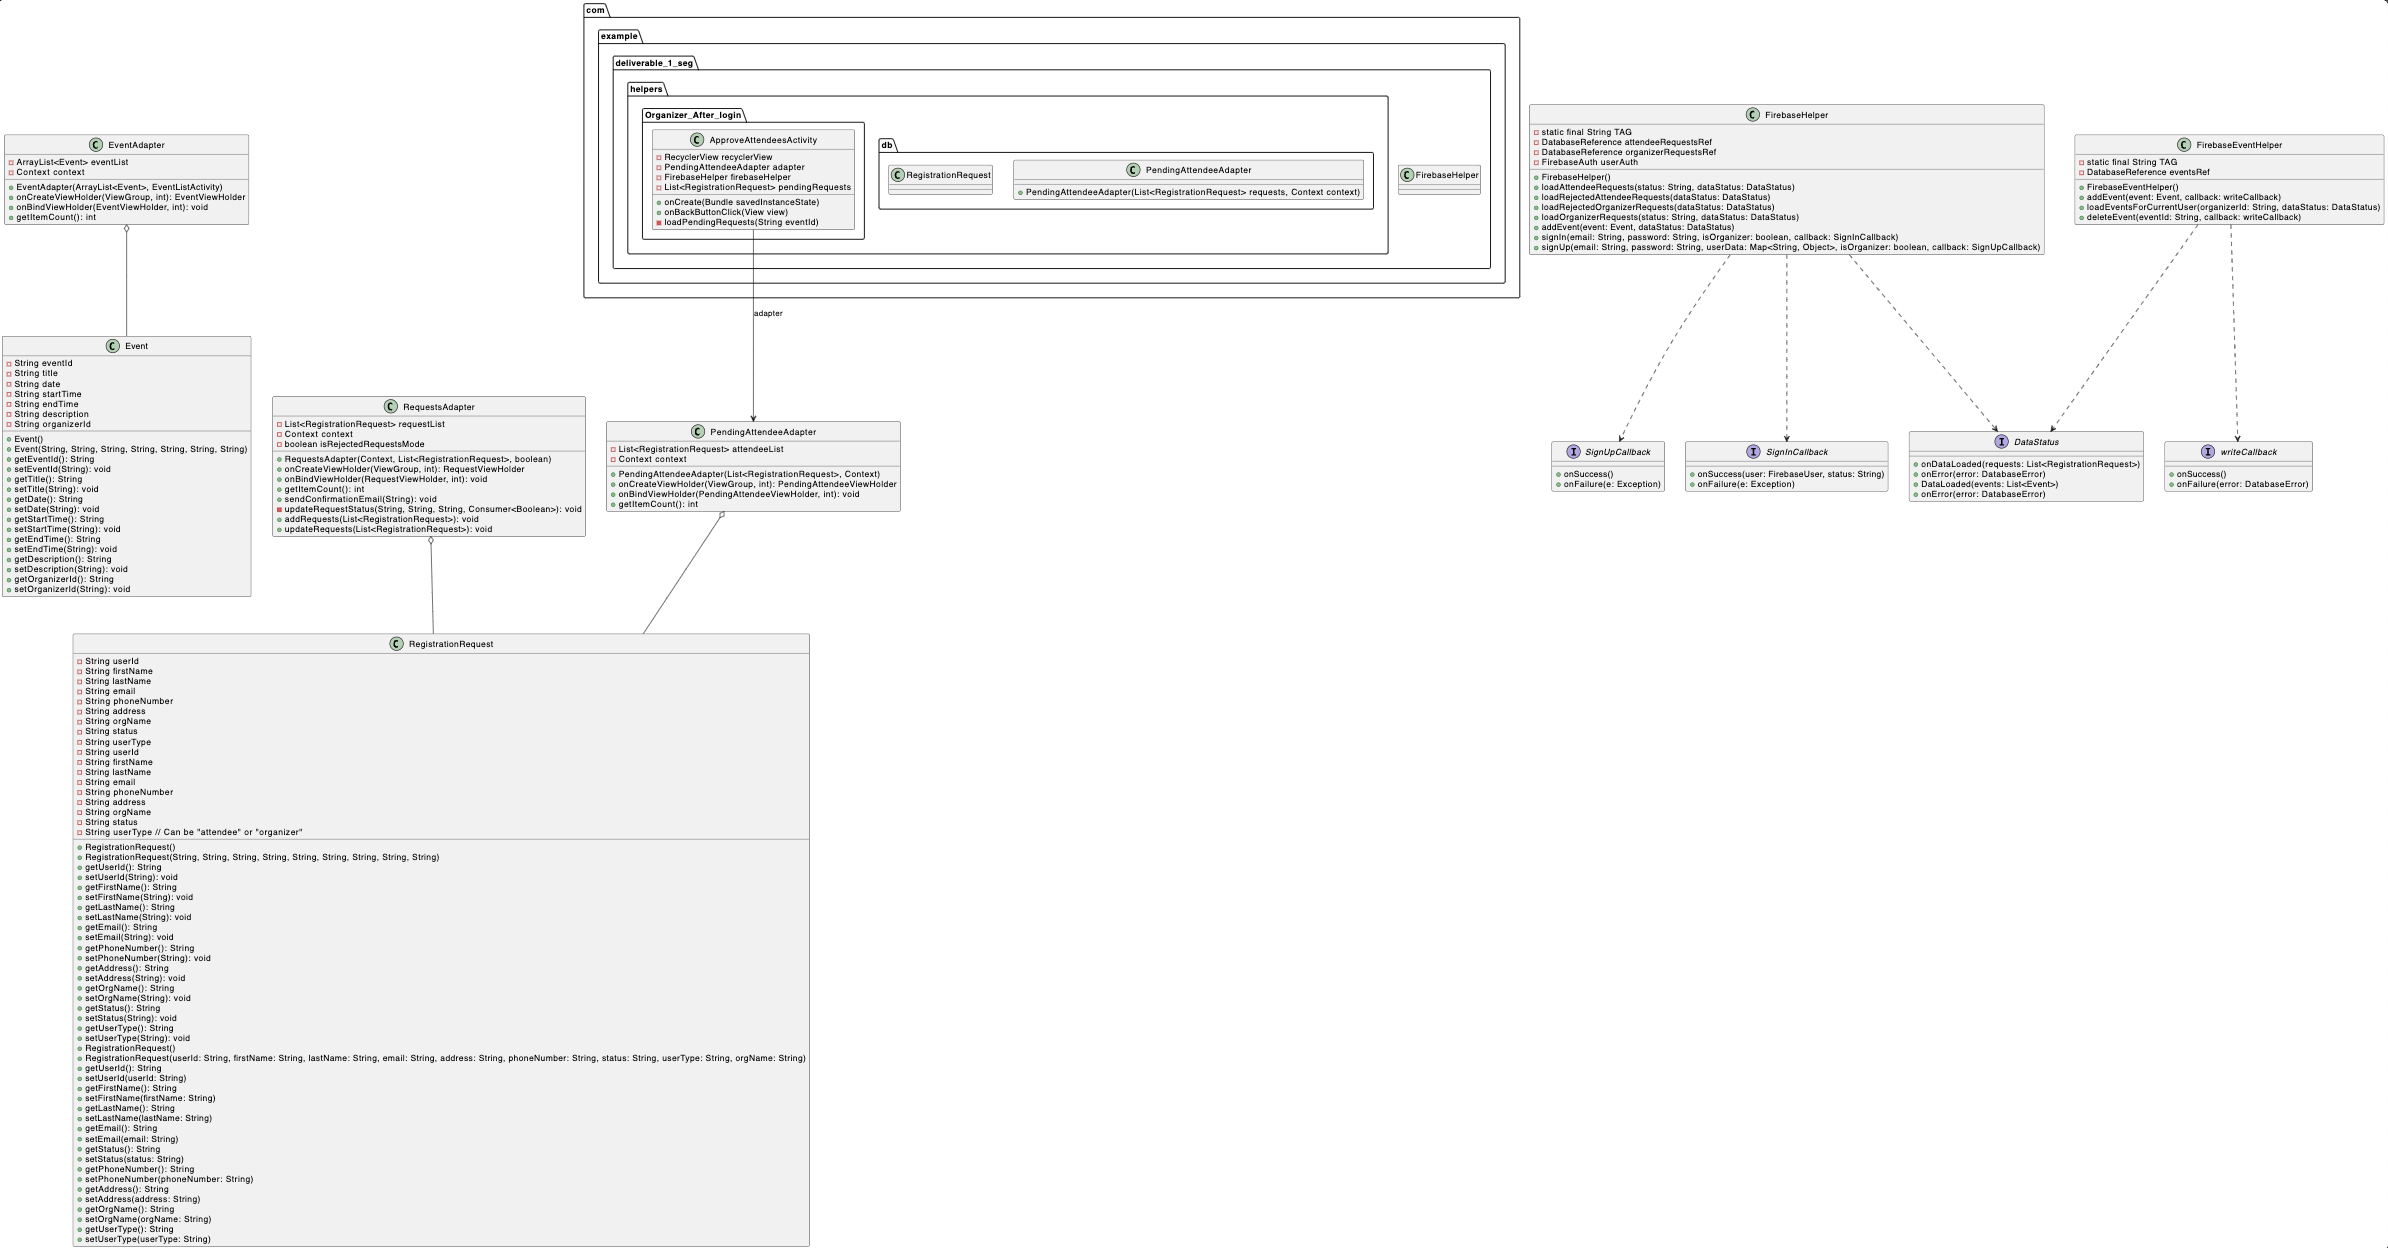 com
example
deliverable_1_seg
helpers
Organizer_After_login
C ApproveAttendeesActivity
RecyclerView recyclerView
PendingAttendeeAdapter adapter
FirebaseHelper firebaseHelper
List<RegistrationRequest> pendingRequests
onCreate(Bundle savedInstanceState)
onBackButtonClick(View view)
loadPendingRequests(String eventId)
db
C RegistrationRequest
C PendingAttendeeAdapter
PendingAttendeeAdapter(List<RegistrationRequest> requests, Context context)
C FirebaseHelper
C EventAdapter
ArrayList<Event> eventList
Context context
EventAdapter(ArrayList<Event>, EventListActivity)
onCreateViewHolder(ViewGroup, int): EventViewHolder
onBindViewHolder(EventViewHolder, int): void
getItemCount(): int
C FirebaseHelper
static final String TAG
DatabaseReference attendeeRequestsRef
DatabaseReference organizerRequestsRef
FirebaseAuth userAuth
FirebaseHelper()
loadAttendeeRequests(status: String, dataStatus: DataStatus)
loadRejectedAttendeeRequests(dataStatus: DataStatus)
loadRejectedOrganizerRequests(dataStatus: DataStatus)
loadOrganizerRequests(status: String, dataStatus: DataStatus)
addEvent(event: Event, dataStatus: DataStatus)
signIn(email: String, password: String, isOrganizer: boolean, callback: SignInCallback)
signUp(email: String, password: String, userData: Map<String, Object>, isOrganizer: boolean, callback: SignUpCallback)
C FirebaseEventHelper
static final String TAG
DatabaseReference eventsRef
FirebaseEventHelper()
addEvent(event: Event, callback: writeCallback)
loadEventsForCurrentUser(organizerId: String, dataStatus: DataStatus)
deleteEvent(eventId: String, callback: writeCallback)
adapter
C Event
String eventId
String title
String date
String startTime
String endTime
String description
String organizerId
Event()
Event(String, String, String, String, String, String, String)
getEventId(): String
setEventId(String): void
getTitle(): String
setTitle(String): void
getDate(): String
setDate(String): void
getStartTime(): String
setStartTime(String): void
getEndTime(): String
setEndTime(String): void
getDescription(): String
setDescription(String): void
getOrganizerId(): String
setOrganizerId(String): void
C RequestsAdapter
List<RegistrationRequest> requestList
Context context
boolean isRejectedRequestsMode
RequestsAdapter(Context, List<RegistrationRequest>, boolean)
onCreateViewHolder(ViewGroup, int): RequestViewHolder
onBindViewHolder(RequestViewHolder, int): void
getItemCount(): int
sendConfirmationEmail(String): void
updateRequestStatus(String, String, String, Consumer<Boolean>): void
addRequests(List<RegistrationRequest>): void
updateRequests(List<RegistrationRequest>): void
C PendingAttendeeAdapter
List<RegistrationRequest> attendeeList
Context context
PendingAttendeeAdapter(List<RegistrationRequest>, Context)
onCreateViewHolder(ViewGroup, int): PendingAttendeeViewHolder
onBindViewHolder(PendingAttendeeViewHolder, int): void
getItemCount(): int
I SignUpCallback
onSuccess()
onFailure(e: Exception)
I SignInCallback
onSuccess(user: FirebaseUser, status: String)
onFailure(e: Exception)
I DataStatus
onDataLoaded(requests: List<RegistrationRequest>)
onError(error: DatabaseError)
DataLoaded(events: List<Event>)
onError(error: DatabaseError)
I writeCallback
onSuccess()
onFailure(error: DatabaseError)
C RegistrationRequest
String userId
String firstName
String lastName
String email
String phoneNumber
String address
String orgName
String status
String userType
String userId
String firstName
String lastName
String email
String phoneNumber
String address
String orgName
String status
String userType // Can be "attendee" or "organizer"
RegistrationRequest()
RegistrationRequest(String, String, String, String, String, String, String, String, String)
getUserId(): String
setUserId(String): void
getFirstName(): String
setFirstName(String): void
getLastName(): String
setLastName(String): void
getEmail(): String
setEmail(String): void
getPhoneNumber(): String
setPhoneNumber(String): void
getAddress(): String
setAddress(String): void
getOrgName(): String
setOrgName(String): void
getStatus(): String
setStatus(String): void
getUserType(): String
setUserType(String): void
RegistrationRequest()
RegistrationRequest(userId: String, firstName: String, lastName: String, email: String, address: String, phoneNumber: String, status: String, userType: String, orgName: String)
getUserId(): String
setUserId(userId: String)
getFirstName(): String
setFirstName(firstName: String)
getLastName(): String
setLastName(lastName: String)
getEmail(): String
setEmail(email: String)
getStatus(): String
setStatus(status: String)
getPhoneNumber(): String
setPhoneNumber(phoneNumber: String)
getAddress(): String
setAddress(address: String)
getOrgName(): String
setOrgName(orgName: String)
getUserType(): String
setUserType(userType: String)